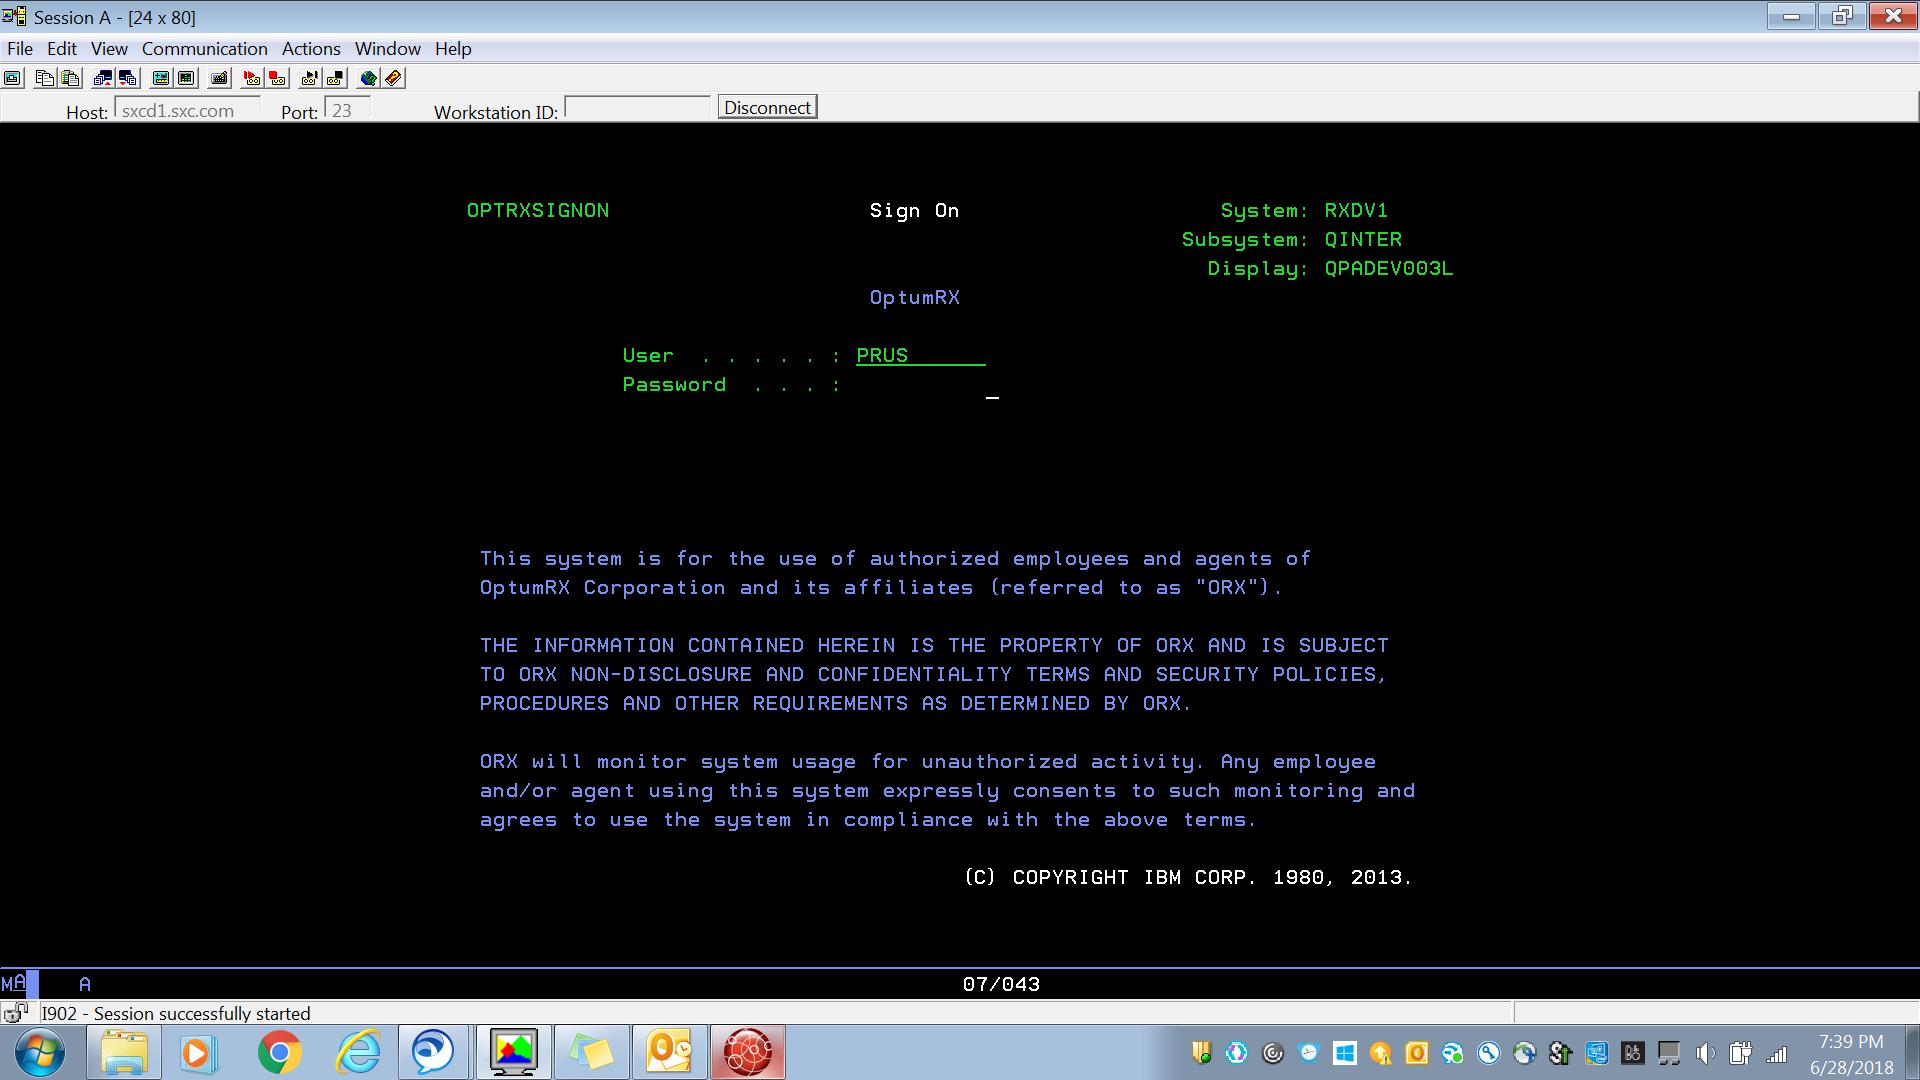 Session A - [24 x 80]
File Edit View Communication Actions Window Help
Host: sxcd1.sxc.com Port: 23 Workstation ID: Disconnect
OPTRXSIGNON Sign On System: RXDV1
Subsystem: QINTER
Display: QPADEV003L
OptumRX
User . . . . . : PRUS
Password . . . :
This system is for the use of authorized employees and agents of
OptumRX Corporation and its affiliates (referred to as "ORX").
THE INFORMATION CONTAINED HEREIN IS THE PROPERTY OF ORX AND IS SUBJECT
TO ORX NON-DISCLOSURE AND CONFIDENTIALITY TERMS AND SECURITY POLICIES,
PROCEDURES AND OTHER REQUIREMENTS AS DETERMINED BY ORX.
ORX will monitor system usage for unauthorized activity. Any employee
and/or agent using this system expressly consents to such monitoring and
agrees to use the system in compliance with the above terms.
(C) COPYRIGHT IBM CORP. 1980, 2013.
MA A 07/043
I902 - Session successfully started
7:39 PM
6/28/2018